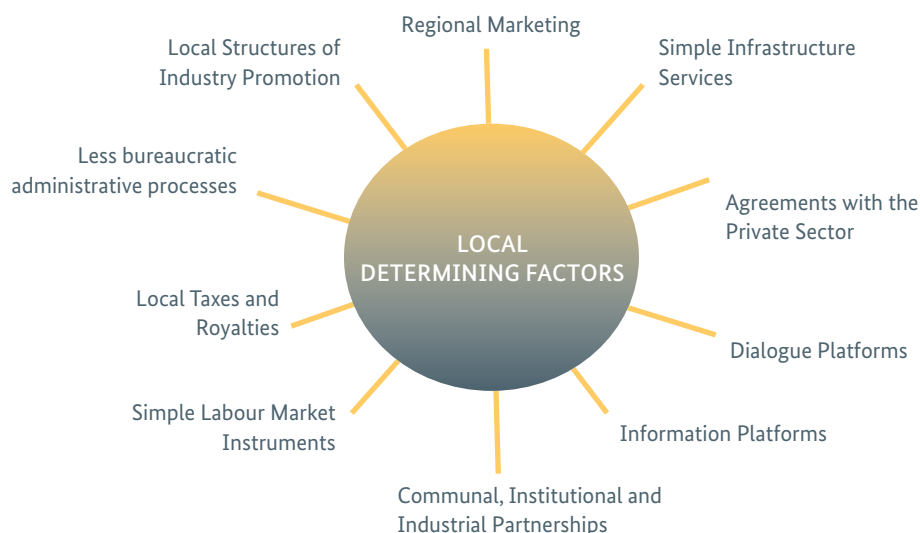 Regional Marketing
Local Structures of
Industry Promotion
Simple Infrastructure
Services
Less bureaucratic
administrative processes
Agreements with the
Private Sector
LOCAL
DETERMINING FACTORS
Local Taxes and
Royalties
Dialogue Platforms
Simple Labour Market
Instruments
Information Platforms
Communal, Institutional and
Industrial Partnerships